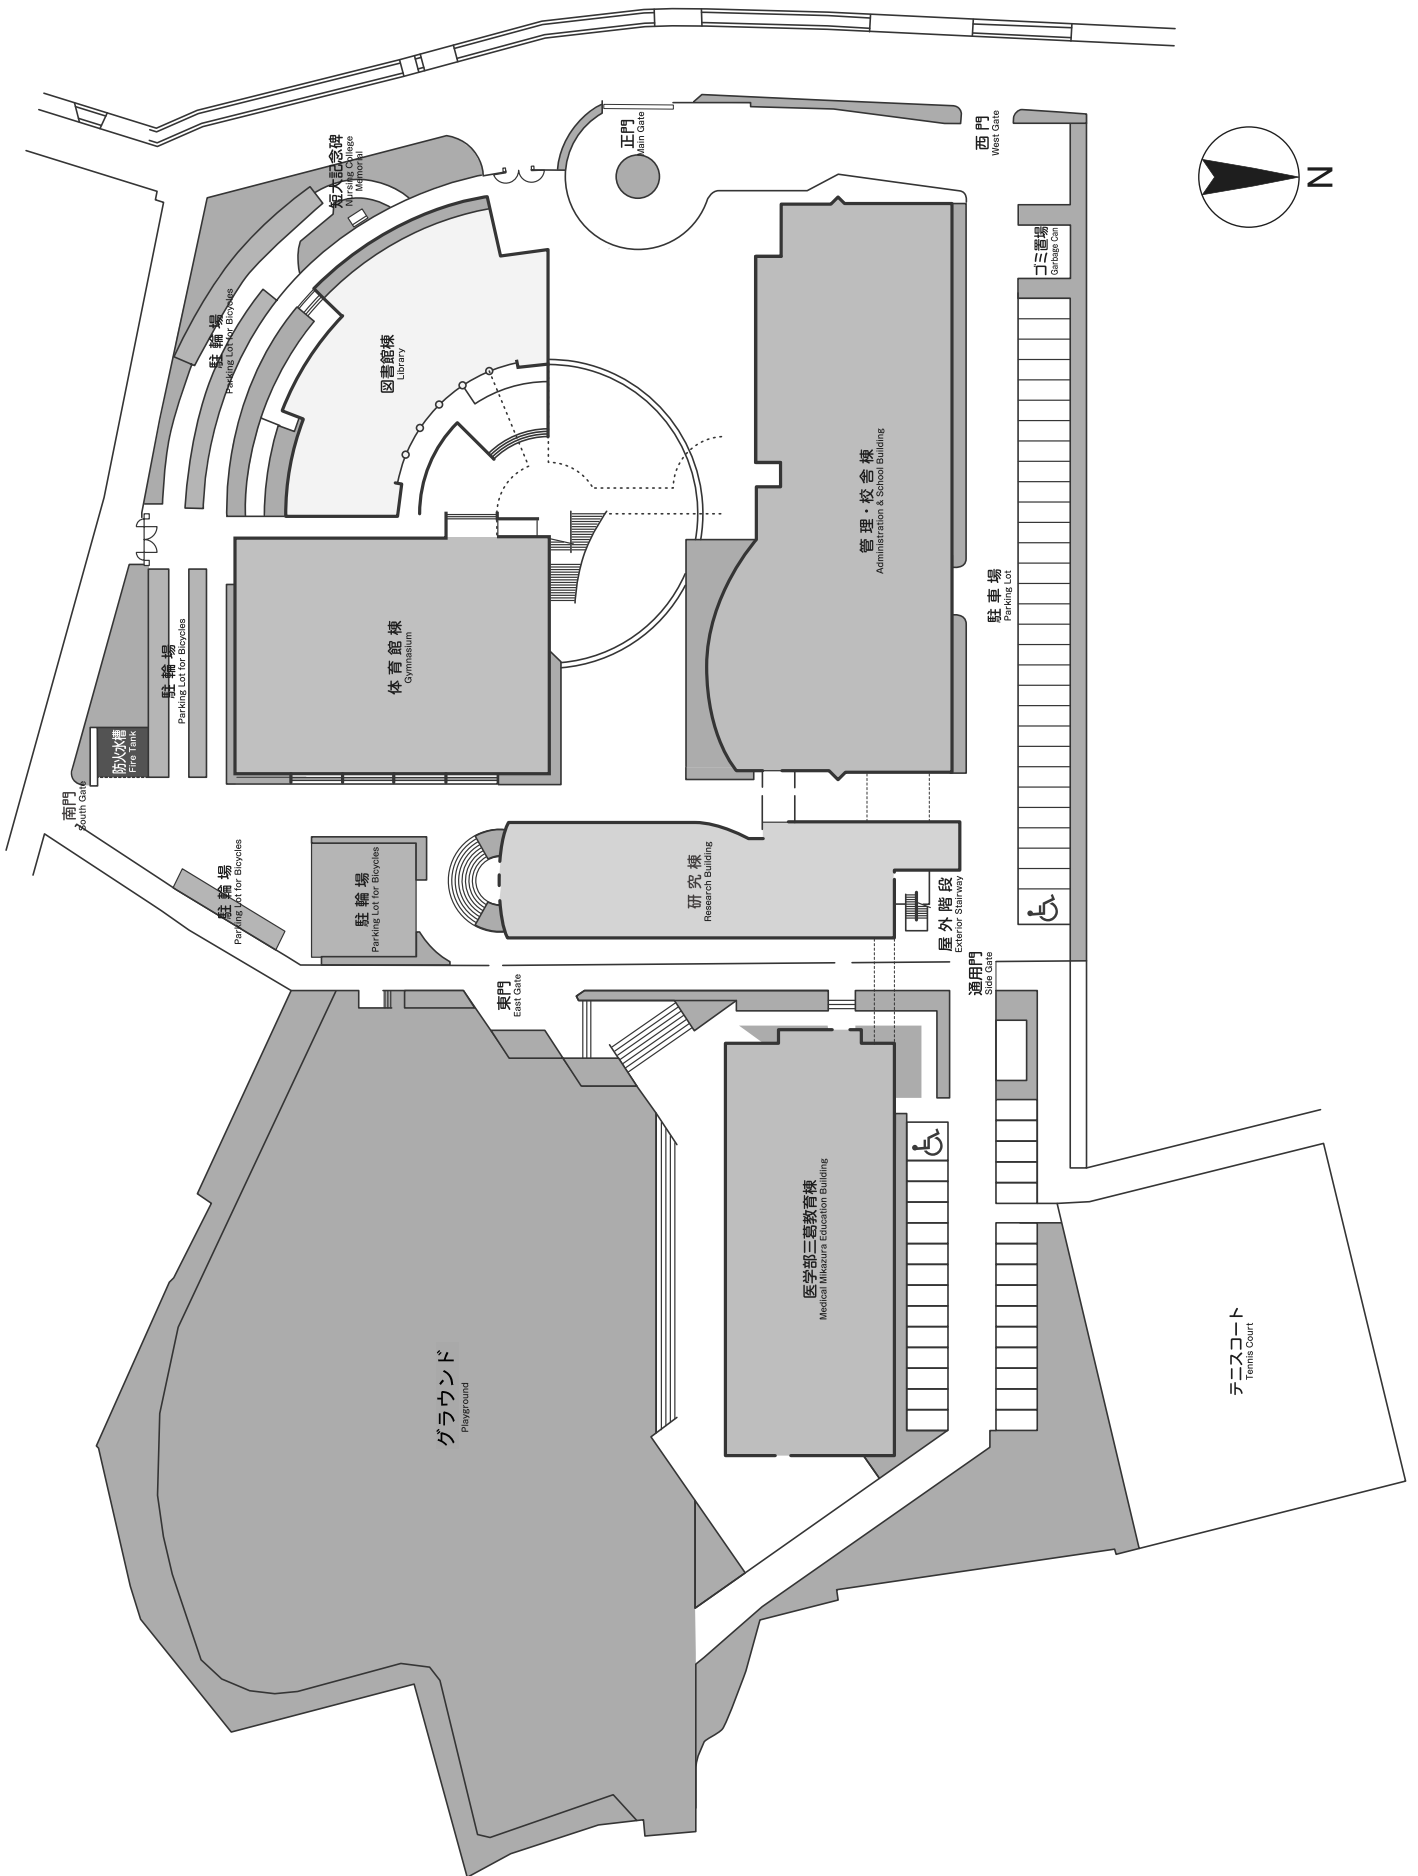 正門
Main Gate
西 門
West Gate
短大記念碑
Nursing College
Memorial
N
ゴミ置場
Garbage Can
駐 輪 場
Parking Lot for Bicycles
図書館棟
Library
管 理 ・ 校 舎 棟
Administration & School Building
駐 車 場
Parking Lot
体 育 館 棟
Gymnasium
駐 輪 場
Parking Lot for Bicycles
防火水槽
Fire Tank
南門
South Gate
駐 輪 場
Parking Lot for Bicycles
駐 輪 場
Parking Lot for Bicycles
研 究 棟
Research Building
屋 外 階 段
Exterior Stairway
東門
East Gate
通用門
Side Gate
医学部三葛教育棟
Medical Mikazura Education Building
グラウンド
Playground
テニスコート
Tennis Court